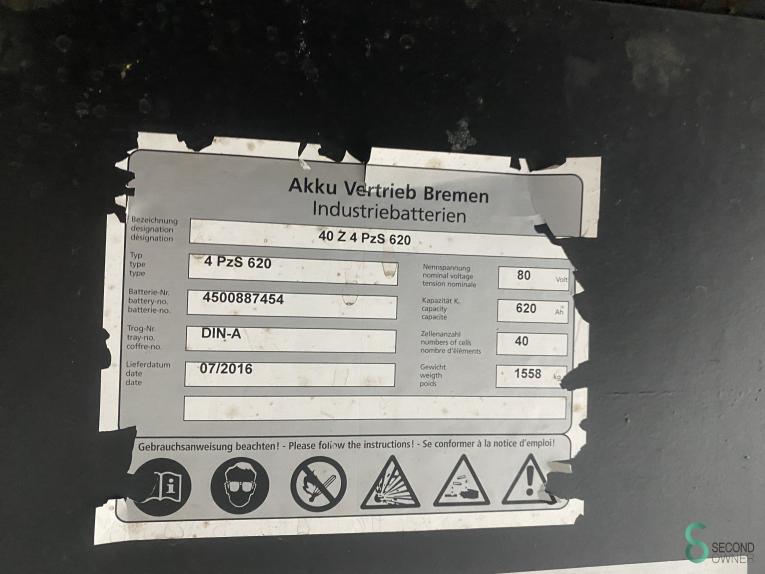 Akku Vertrieb Bremen
Industriebatterien
Bezeichnung
designation
désignation
40 Z 4 PzS 620
Typ
type
type
4 PzS 620
Nennspannung
nominal voltage
tension nominale
80 Volt
Batterie-Nr.
battery-no.
batterie-no.
4500887454
Kapazität K
capacity
capacité
620 Ah
Trog-Nr.
tray-no.
coffre-no.
DIN-A
Zellenanzahl
numbers of cells
nombre d'éléments
40
Lieferdatum
date
date
07/2016
Gewicht
weigth
poids
1558 kg
Gebrauchsanweisung beachten! - Please follow the instructions! - Se conformer à la notice d'emploi!
SECOND
OWNER